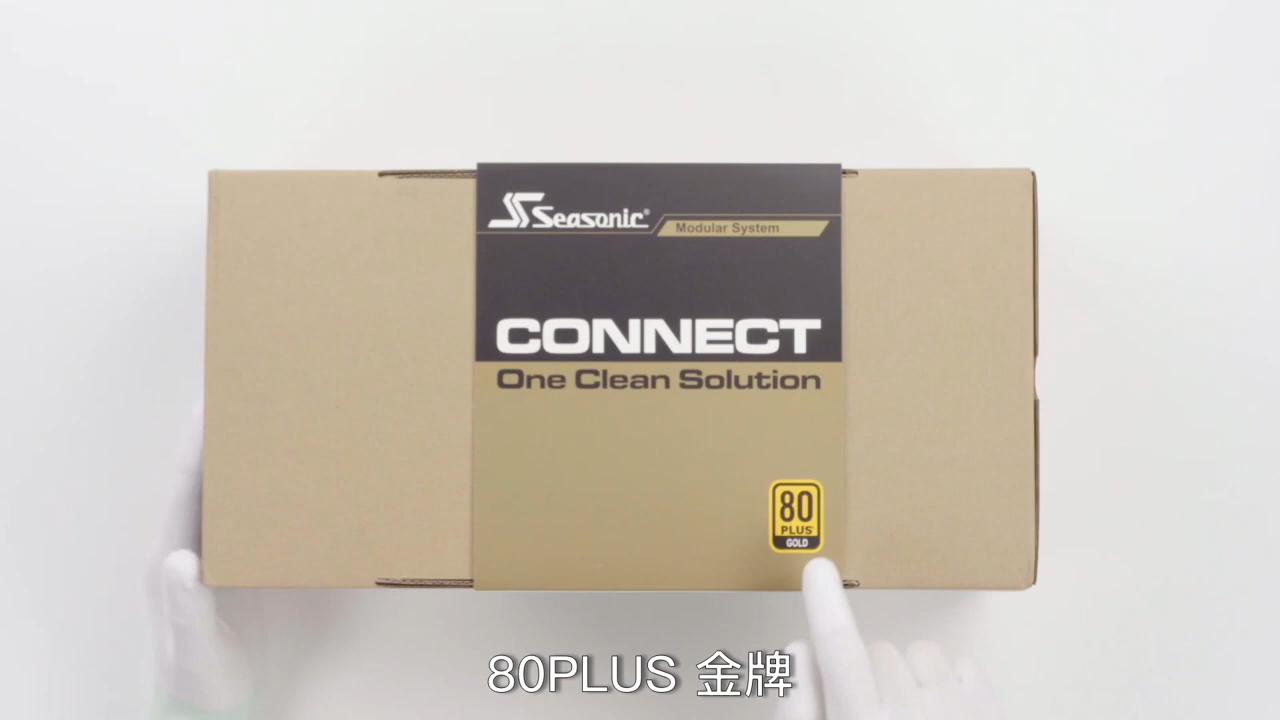 Seasonic®
Modular System
CONNECT
One Clean Solution
80
PLUS
GOLD
80PLUS 金牌